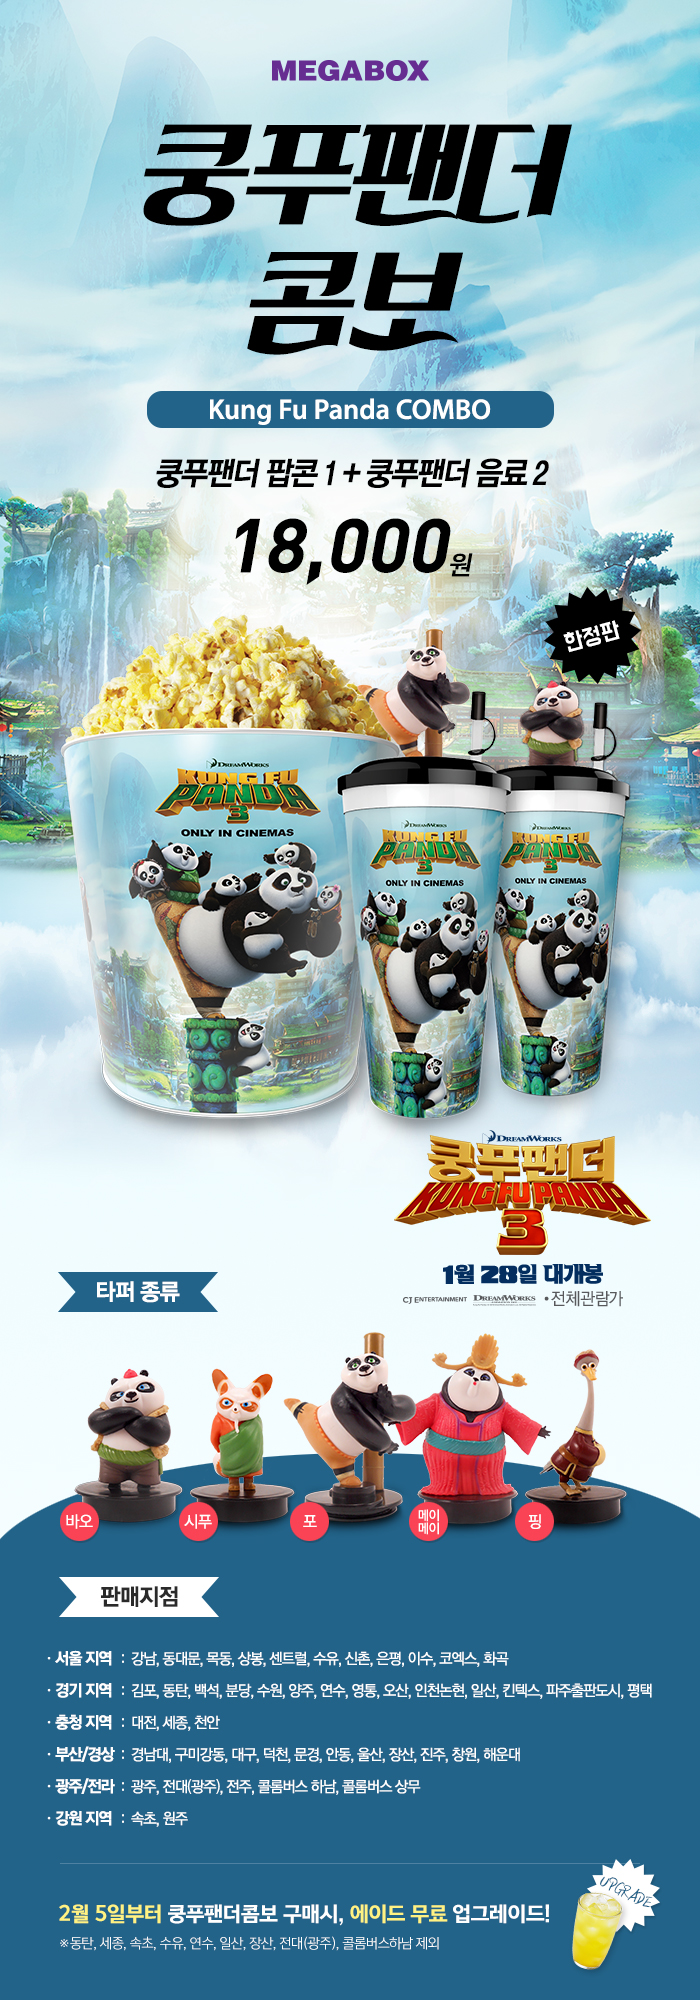 MEGABOX
쿵푸팬더
콤보
Kung Fu Panda COMBO
쿵푸팬더 팝콘 1 + 쿵푸팬더 음료 2
18,000원
한정판
DREAMWORKS
KUNG FU
PANDA
3
ONLY IN CINEMAS
DREAMWORKS
KUNG FU
PANDA
3
ONLY IN CINEMAS
DREAMWORKS
KUNG FU
PANDA
3
ONLY IN CINEMAS
DREAMWORKS
쿵푸팬더
KUNG FU PANDA
3
1월 28일 대개봉
CJ ENTERTAINMENT DREAMWORKS • 전체관람가
타퍼 종류
바오
시푸
포
메이
메이
핑
판매지점
· 서울 지역 : 강남, 동대문, 목동, 상봉, 센트럴, 수유, 신촌, 은평, 이수, 코엑스, 화곡
· 경기 지역 : 김포, 동탄, 백석, 분당, 수원, 양주, 연수, 영통, 오산, 인천논현, 일산, 킨텍스, 파주출판도시, 평택
· 충청 지역 : 대전, 세종, 천안
· 부산/경상 : 경남대, 구미강동, 대구, 덕천, 문경, 안동, 울산, 장산, 진주, 창원, 해운대
· 광주/전라 : 광주, 전대(광주), 전주, 콜롬버스 하남, 콜롬버스 상무
· 강원 지역 : 속초, 원주
UPGRADE
2월 5일부터 쿵푸팬더콤보 구매시, 에이드 무료 업그레이드!
※ 동탄, 세종, 속초, 수유, 연수, 일산, 장산, 전대(광주), 콜롬버스하남 제외